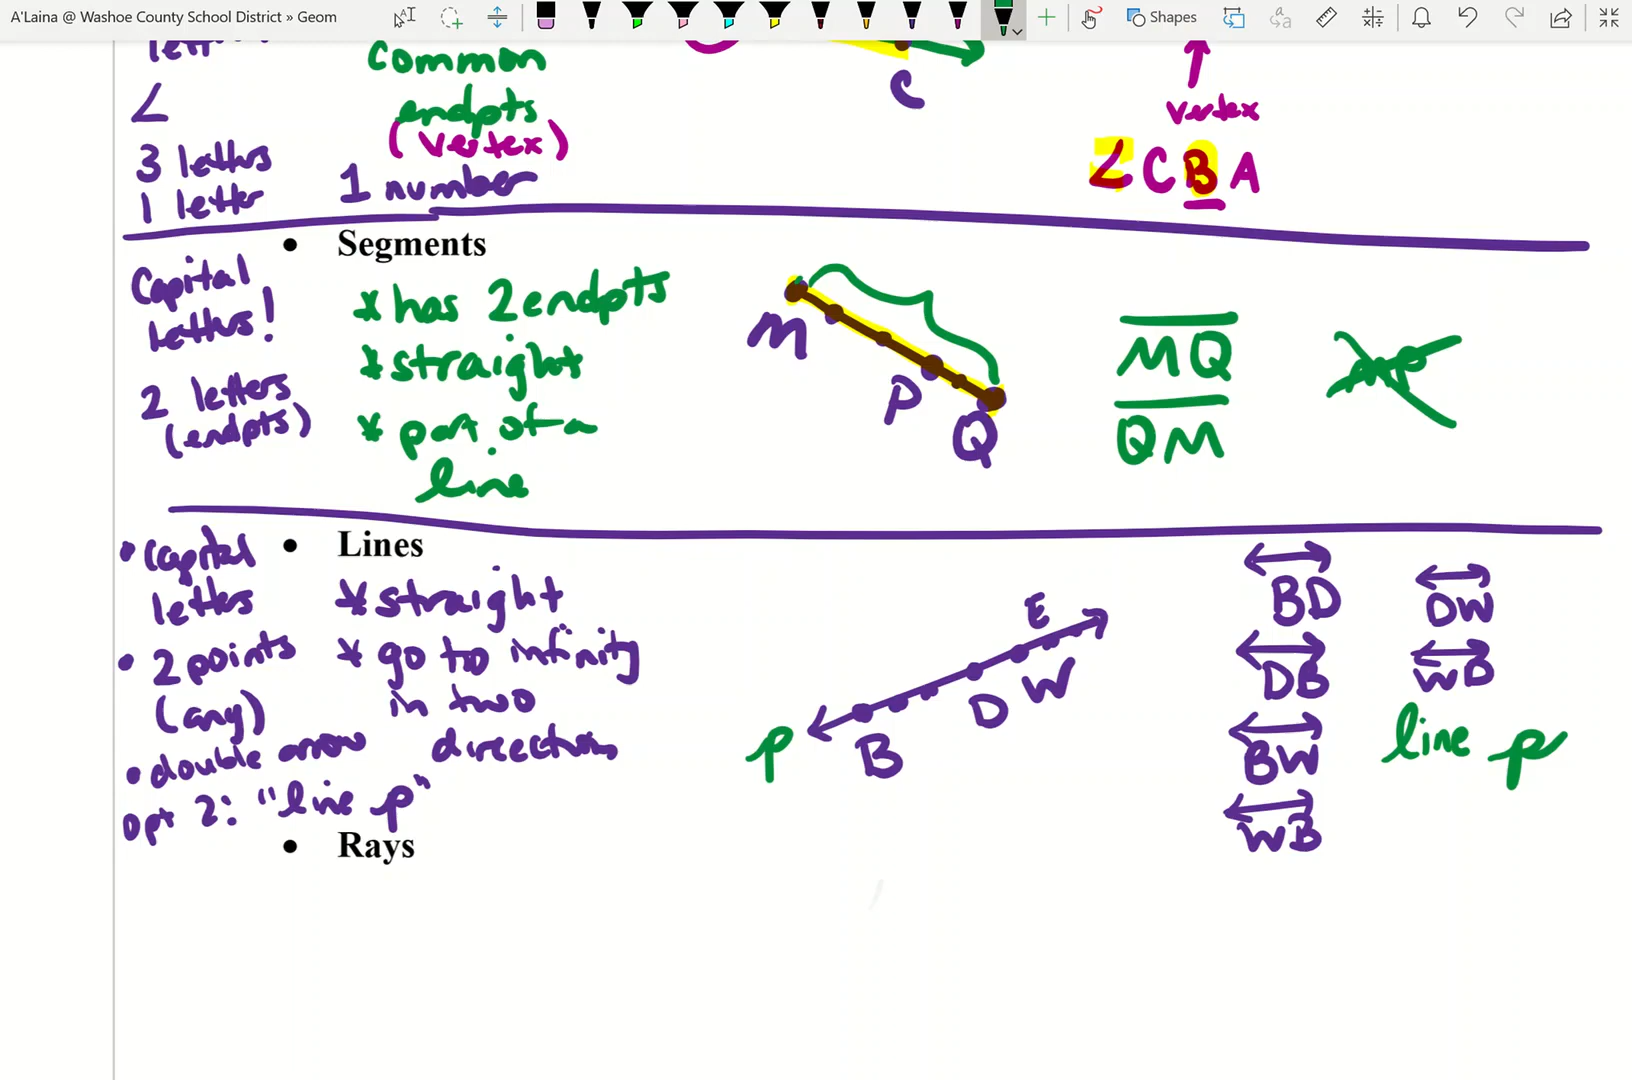 A'Laina @ Washoe County School District » Geom
Shapes
common
endpts
(vertex)
∠
3 letters
1 letter
1 number
C
vertex
∠CBA
• Segments
Capital
letters!
2 letters
(endpts)
* has 2 endpts
* straight
* part of a
line
M
P
Q
MQ
QM
• Lines
• capital
letters
• 2 points
(any)
• double arrow
opt 2: "line p"
* straight
* go to infinity
in two
directions
E
W
D
B
p
BD
DB
BW
WB
DW
WD
line p
• Rays